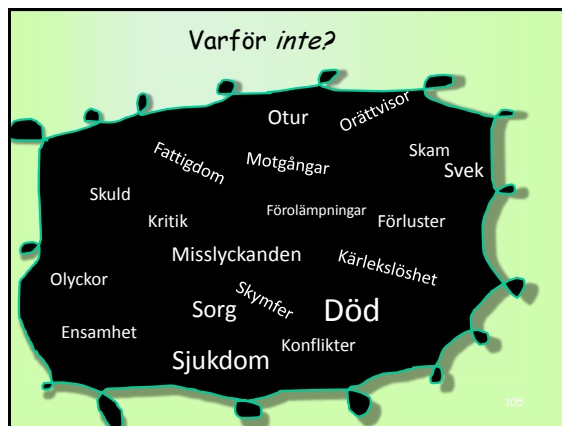 Varför inte?
Otur
Orättvisor
Fattigdom
Motgångar
Skam
Svek
Skuld
Kritik
Förolämpningar
Förluster
Misslyckanden
Kärlekslöshet
Olyckor
Sorg
Skymfer
Död
Ensamhet
Sjukdom
Konflikter
105